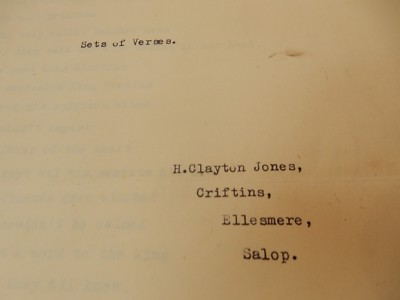 Sets of Verses.
H.Clayton Jones,
Criftins,
Ellesmere,
Salop.